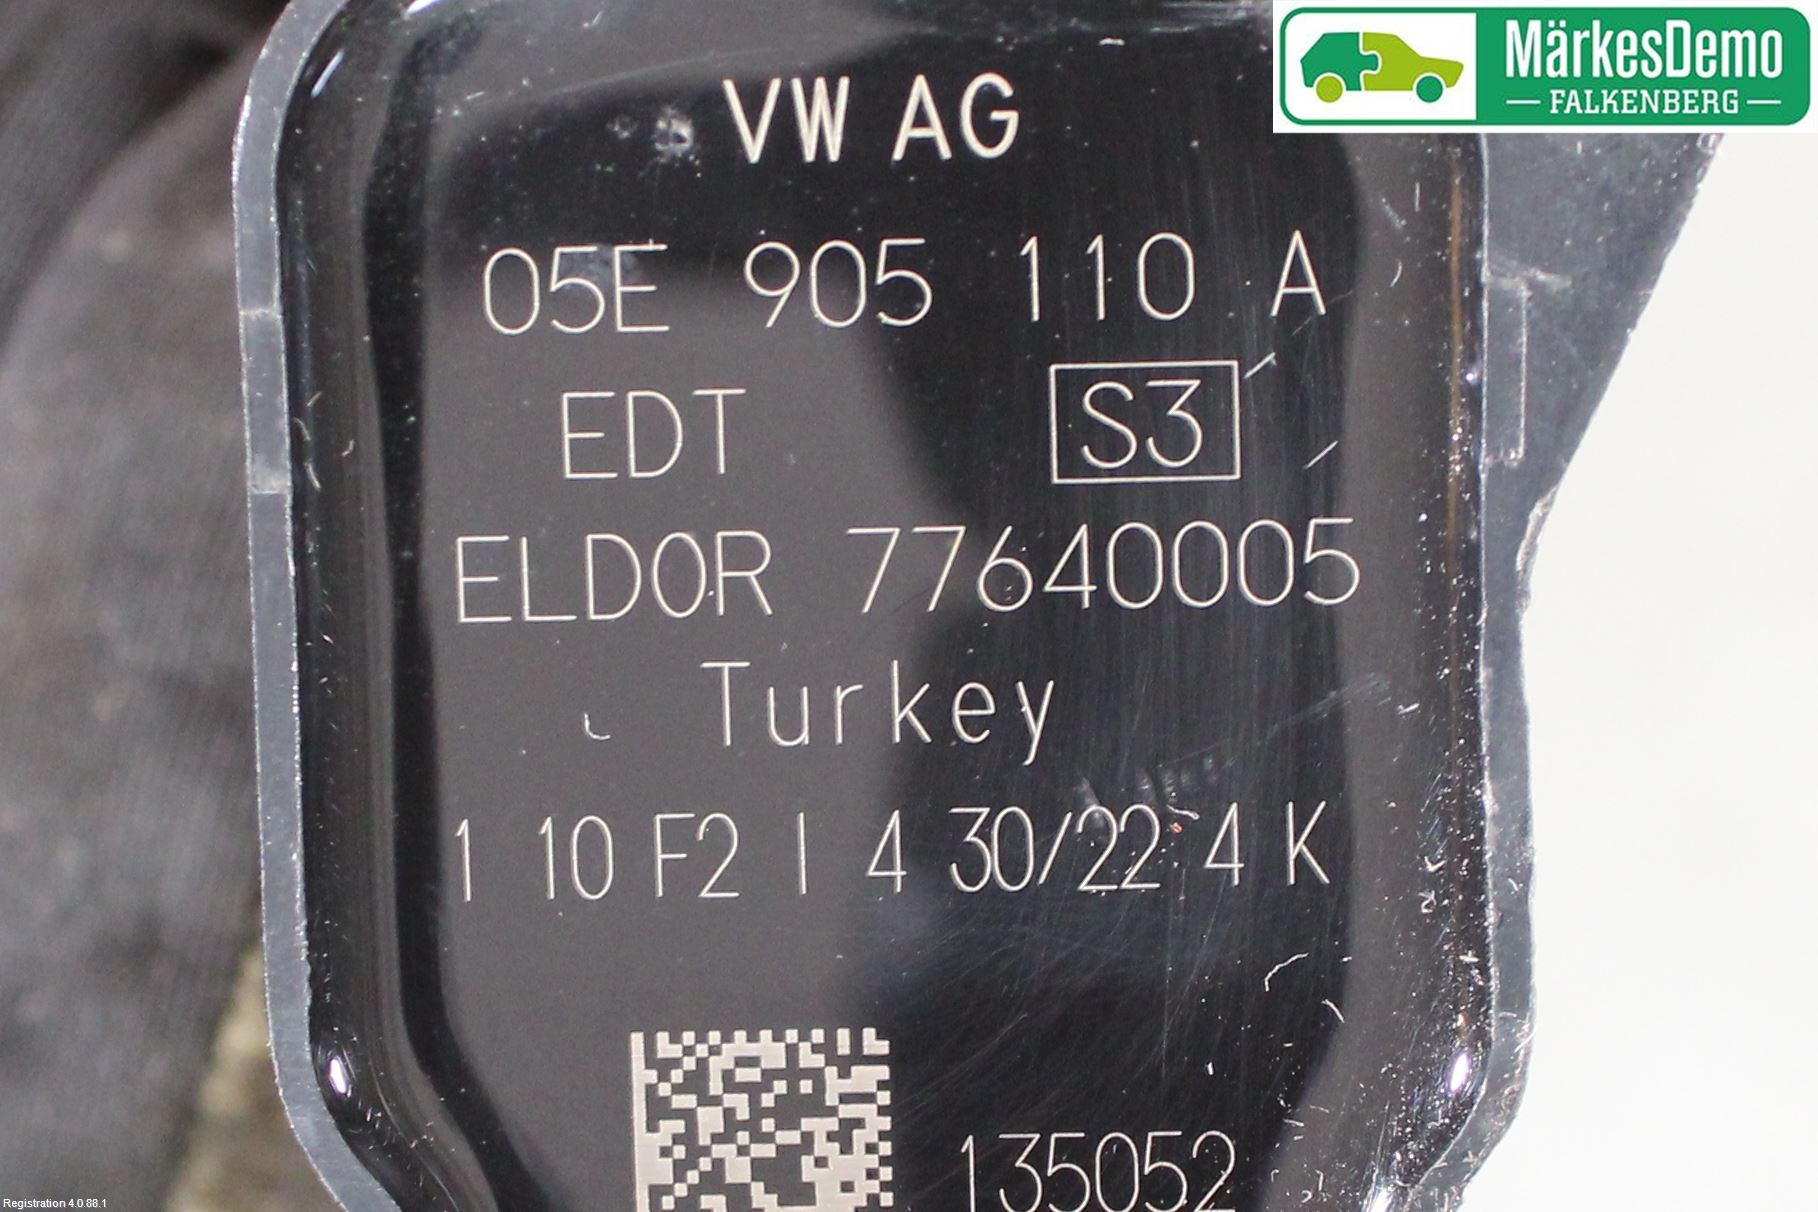 MärkesDemo
FALKENBERG
VW AG
05E 905 110 A
EDT S3
ELDOR 77640005
Turkey
1 10 F2 I 4 30/22 4 K
135052
Registration 4.0.88.1